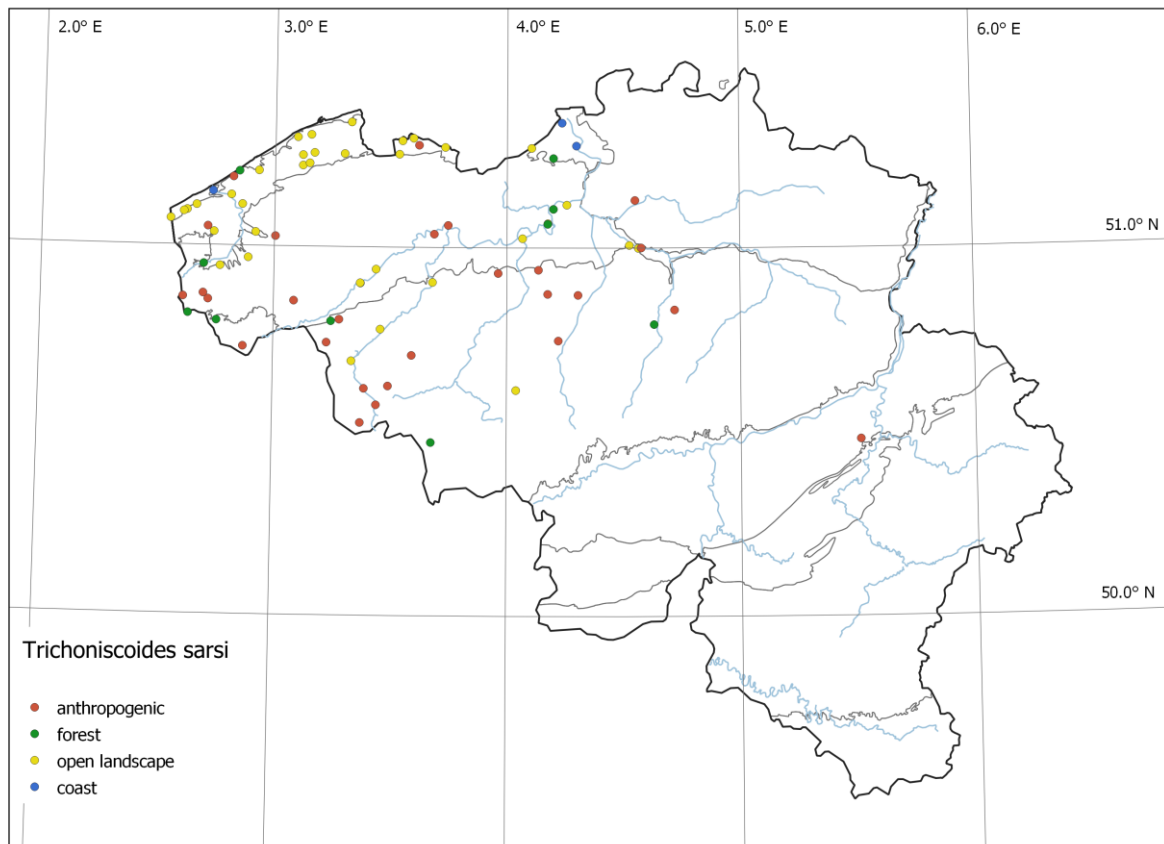 2.0° E 3.0° E 4.0° E 5.0° E 6.0° E
51.0° N
50.0° N
Trichoniscoides sarsi
anthropogenic
forest
open landscape
coast